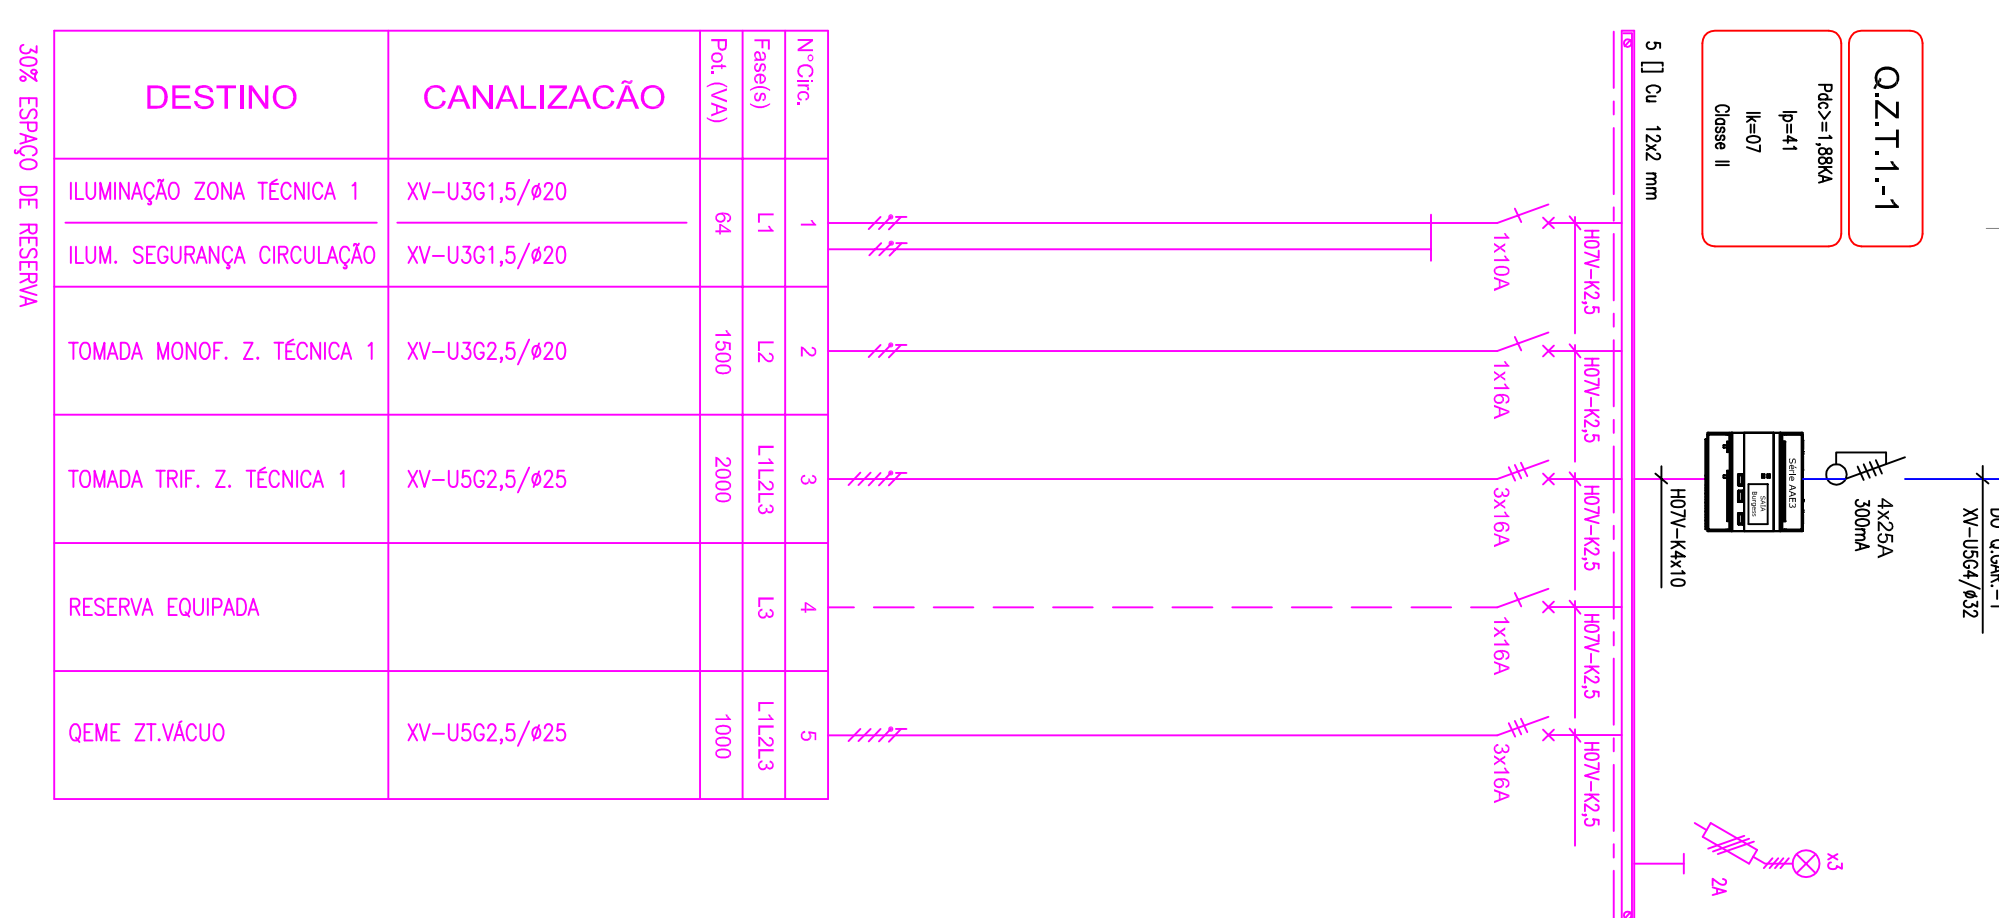 Q.Z.T.1.-1
Pdc>=1,88KA
Ip=41
Ik=07
Classe II
5 [] Cu 12x2 mm
XV-U5G4/ø32
4x25A
300mA
Série AAE3
SAIA
Burgess
H07V-K4x10
x3
2A
H07V-K2,5
H07V-K2,5
H07V-K2,5
H07V-K2,5
H07V-K2,5
1x10A
1x16A
3x16A
1x16A
3x16A
DESTINO CANALIZACÃO Pot. (VA) Fase(s) N°Circ.
ILUMINAÇÃO ZONA TÉCNICA 1 XV-U3G1,5/ø20 64 L1 1
ILUM. SEGURANÇA CIRCULAÇÃO XV-U3G1,5/ø20
TOMADA MONOF. Z. TÉCNICA 1 XV-U3G2,5/ø20 1500 L2 2
TOMADA TRIF. Z. TÉCNICA 1 XV-U5G2,5/ø25 2000 L1L2L3 3
RESERVA EQUIPADA L3 4
QEME ZT.VÁCUO XV-U5G2,5/ø25 1000 L1L2L3 5
30% ESPAÇO DE RESERVA